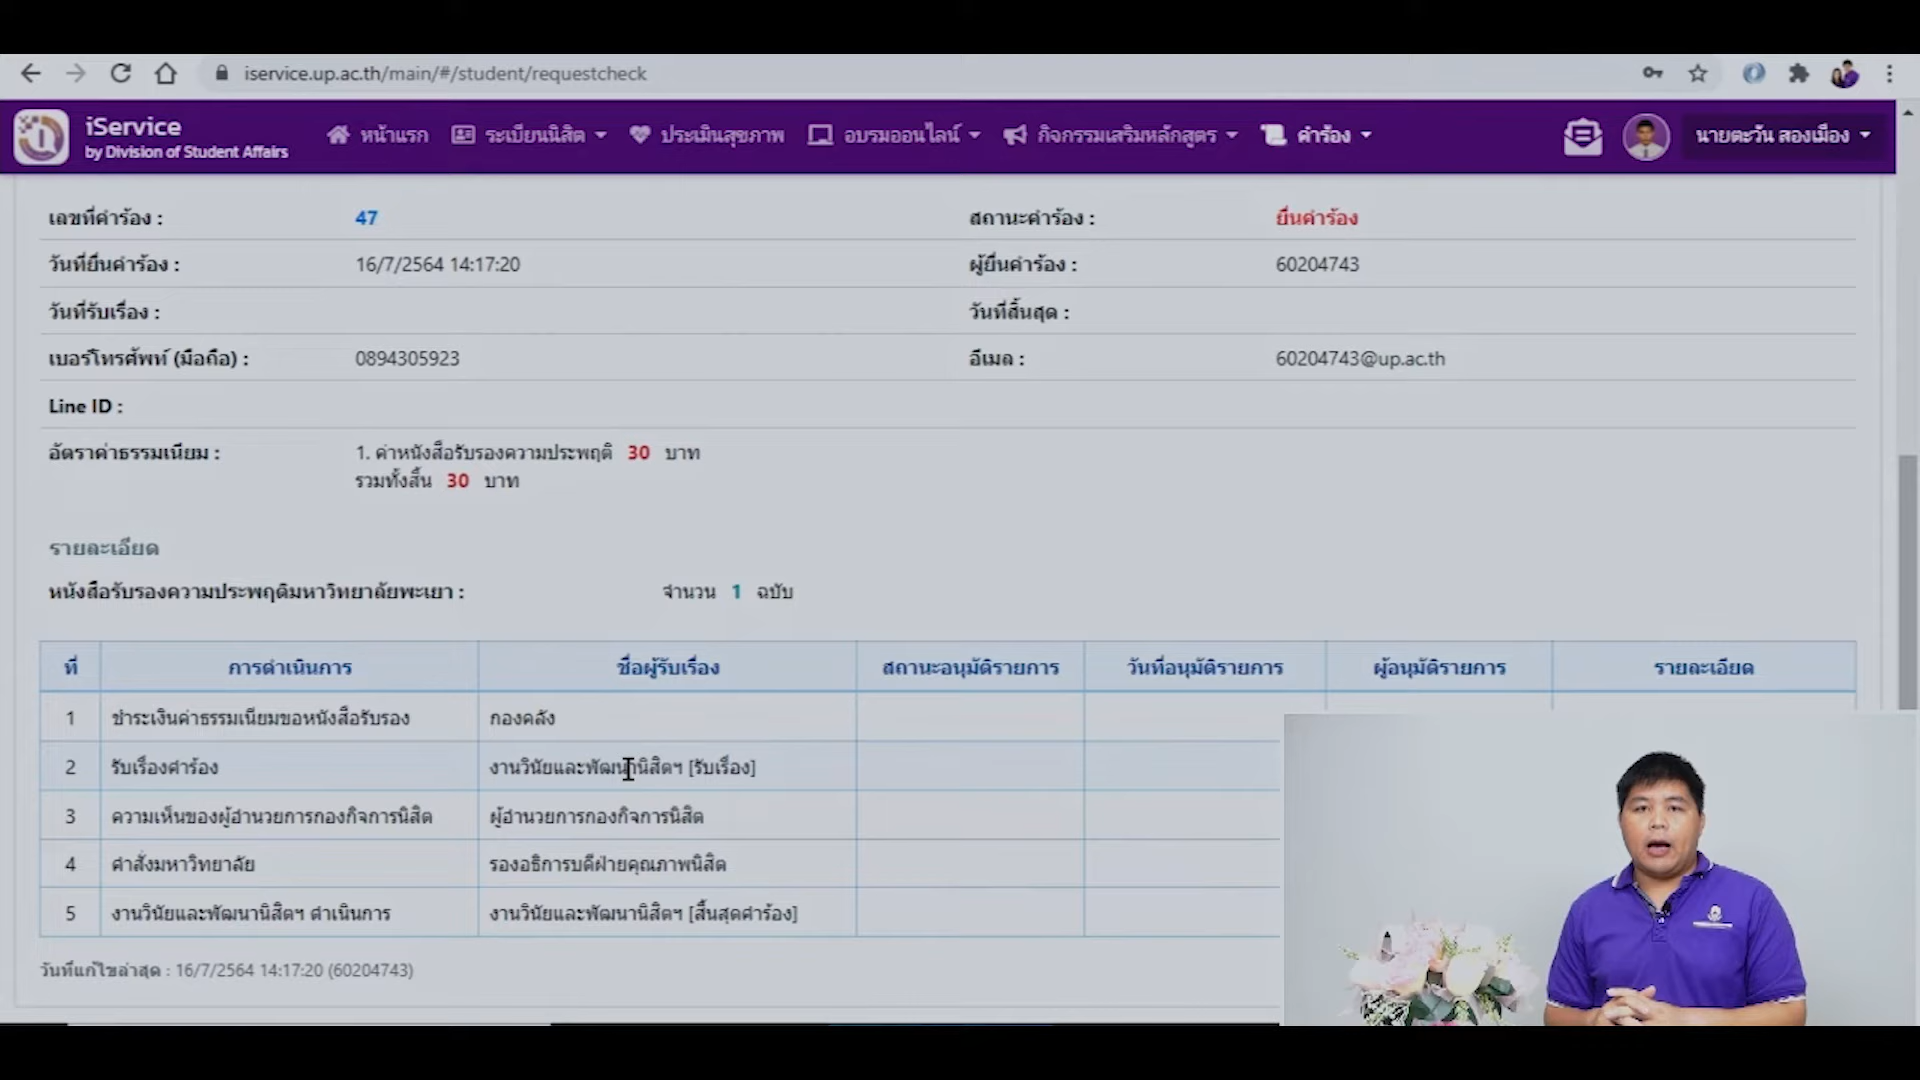 iservice.up.ac.th/main/#/student/requestcheck
iService
by Division of Student Affairs
หน้าแรก
ระเบียนนิสิต
ประเมินสุขภาพ
อบรมออนไลน์
กิจกรรมเสริมหลักสูตร
คำร้อง
นายตะวัน สองเมือง
เลขที่คำร้อง : 47 สถานะคำร้อง : ยื่นคำร้อง
วันที่ยื่นคำร้อง : 16/7/2564 14:17:20 ผู้ยื่นคำร้อง : 60204743
วันที่รับเรื่อง : วันที่สิ้นสุด :
เบอร์โทรศัพท์ (มือถือ) : 0894305923 อีเมล : 60204743@up.ac.th
Line ID :
อัตราค่าธรรมเนียม : 1. ค่าหนังสือรับรองความประพฤติ 30 บาท
รวมทั้งสิ้น 30 บาท
รายละเอียด
หนังสือรับรองความประพฤติมหาวิทยาลัยพะเยา : จำนวน 1 ฉบับ
ที่ การดำเนินการ ชื่อผู้รับเรื่อง สถานะอนุมัติรายการ วันที่อนุมัติรายการ ผู้อนุมัติรายการ รายละเอียด
1 ชำระเงินค่าธรรมเนียมขอหนังสือรับรอง กองคลัง
2 รับเรื่องคำร้อง งานวินัยและพัฒนานิสิตฯ [รับเรื่อง]
3 ความเห็นของผู้อำนวยการกองกิจการนิสิต ผู้อำนวยการกองกิจการนิสิต
4 คำสั่งมหาวิทยาลัย รองอธิการบดีฝ่ายคุณภาพนิสิต
5 งานวินัยและพัฒนานิสิตฯ ดำเนินการ งานวินัยและพัฒนานิสิตฯ [สิ้นสุดคำร้อง]
วันที่แก้ไขล่าสุด : 16/7/2564 14:17:20 (60204743)